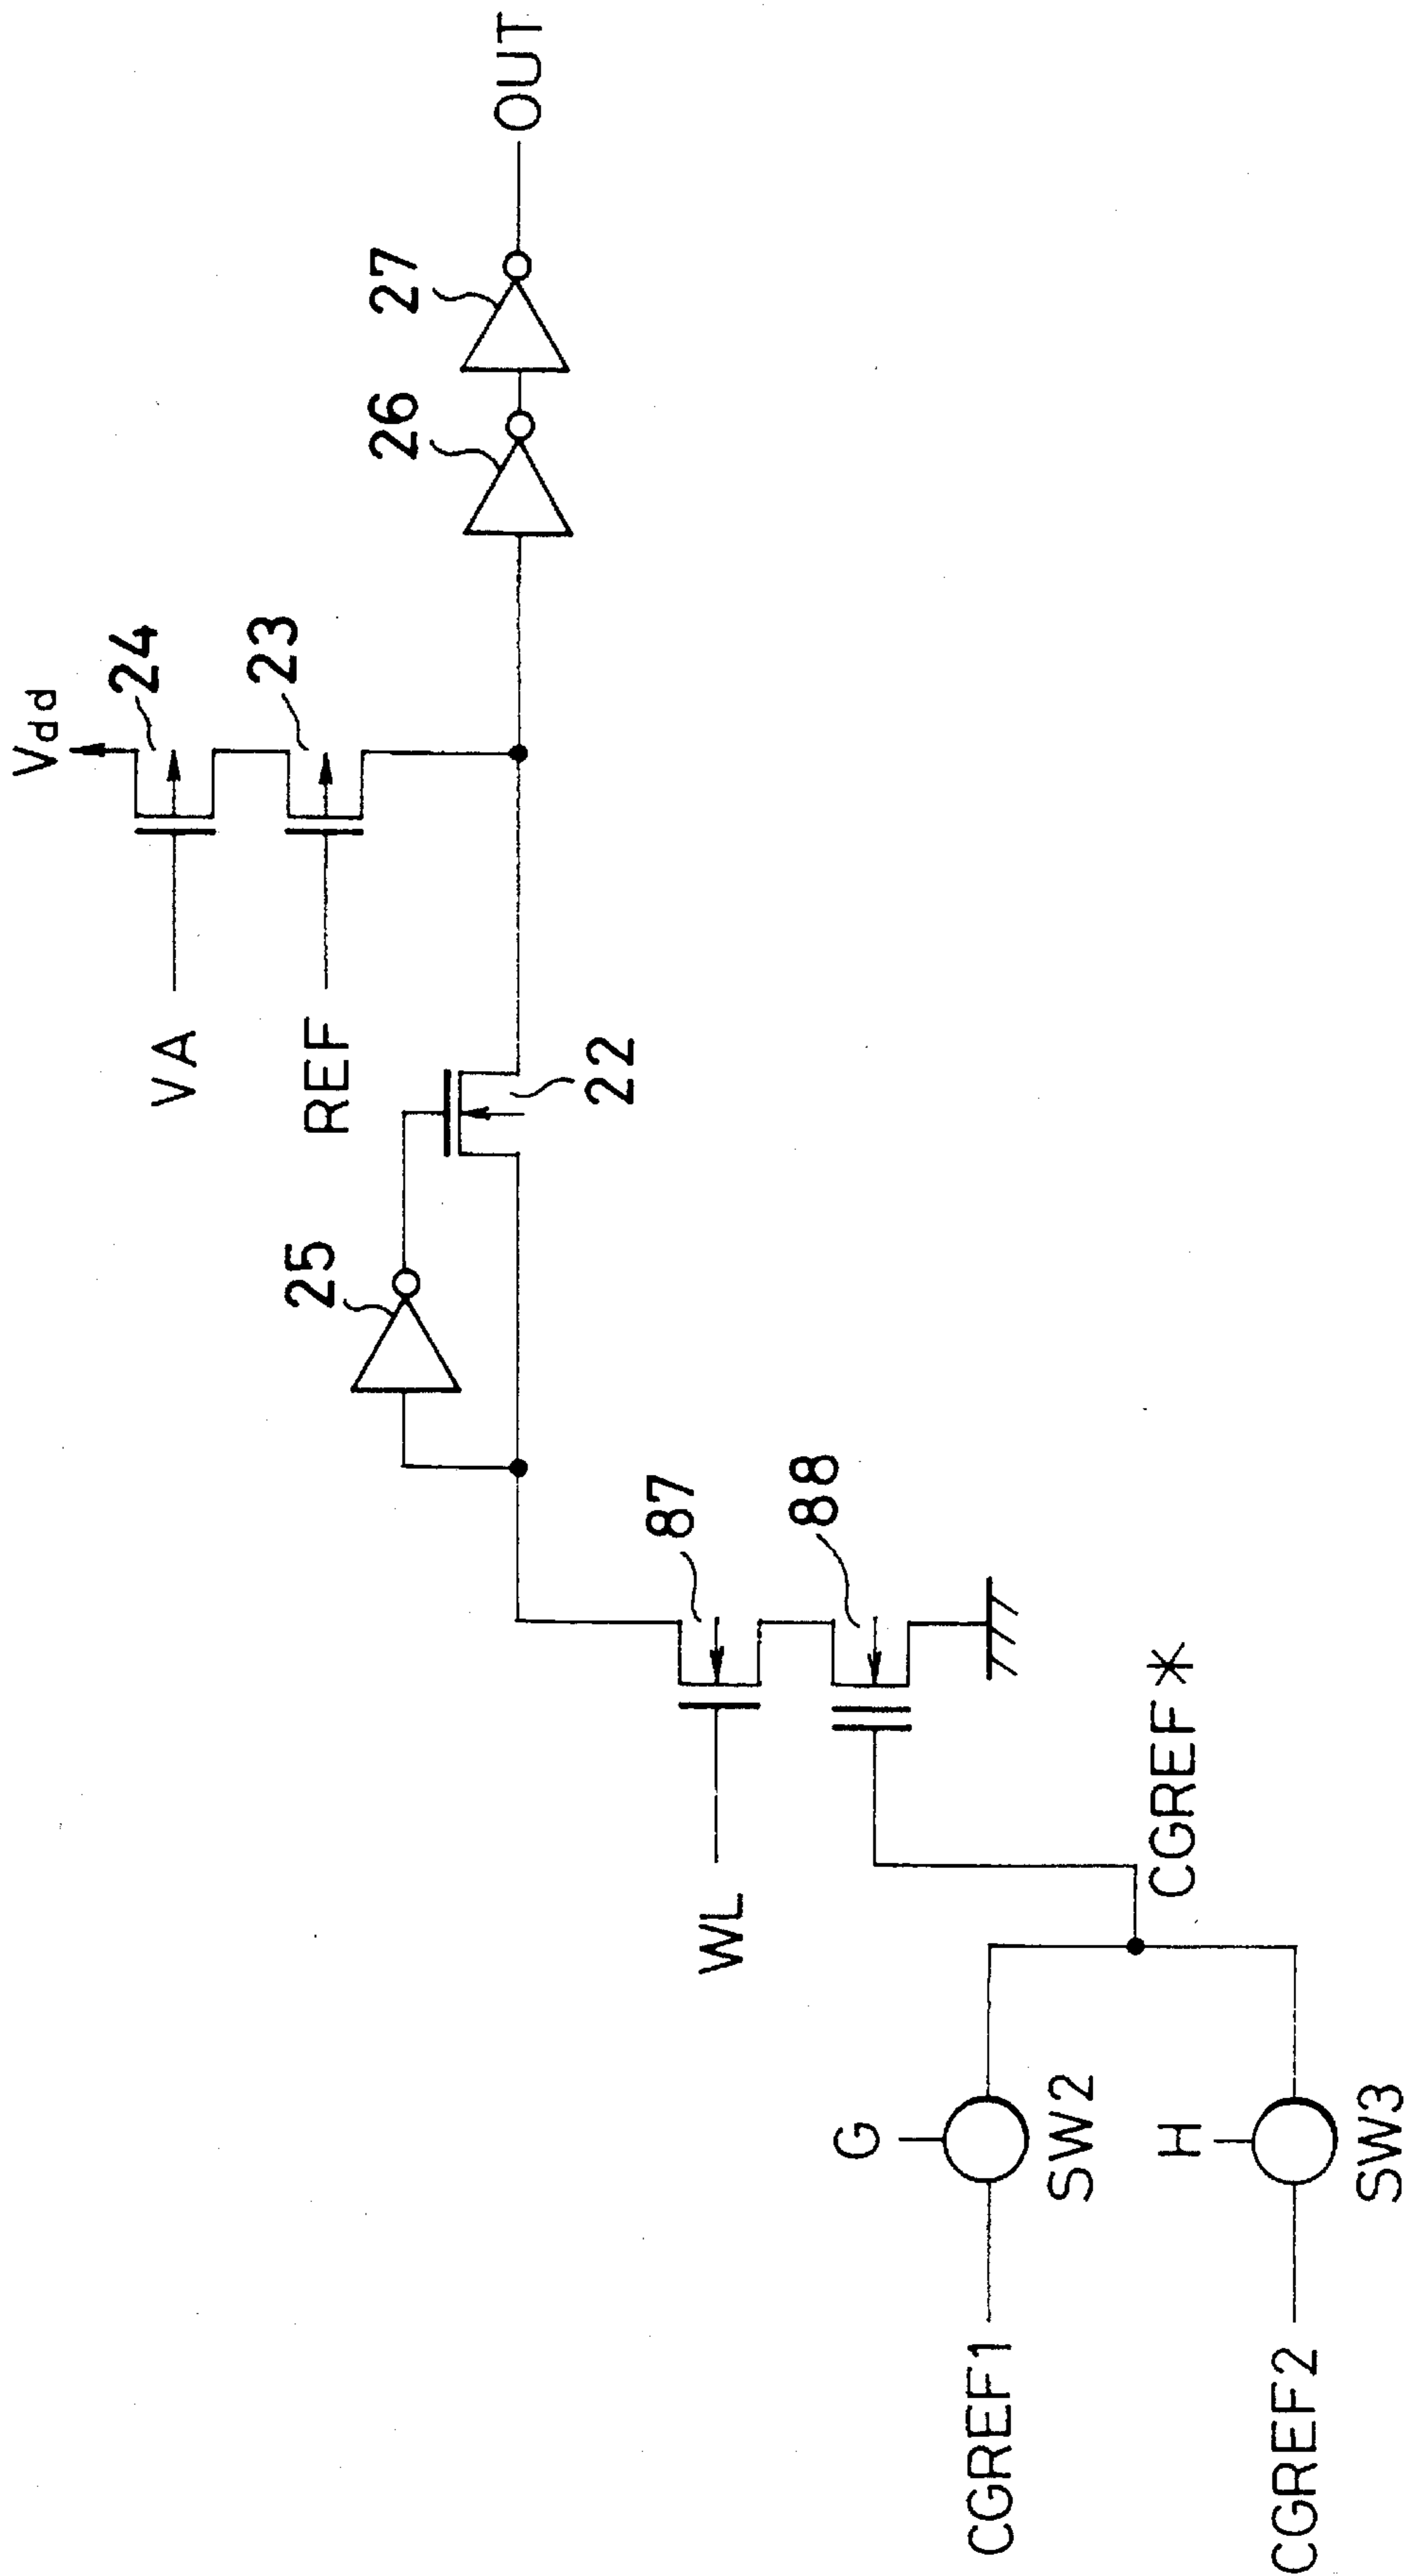 Vdd
24
VA
23
REF
27
26
OUT
25
22
87
WL
88
CGREF*
G
SW2
CGREF1
H
SW3
CGREF2